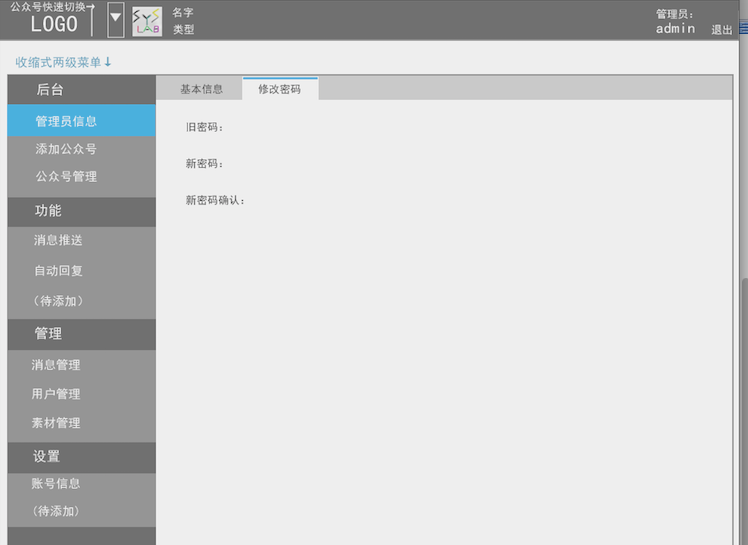 公众号快速切换→
LOGO
SYS
LAB
名字
类型
管理员：
admin
退出
收缩式两级菜单↓
后台
管理员信息
添加公众号
公众号管理
功能
消息推送
自动回复
（待添加）
管理
消息管理
用户管理
素材管理
设置
账号信息
（待添加）
基本信息
修改密码
旧密码：
新密码：
新密码确认：